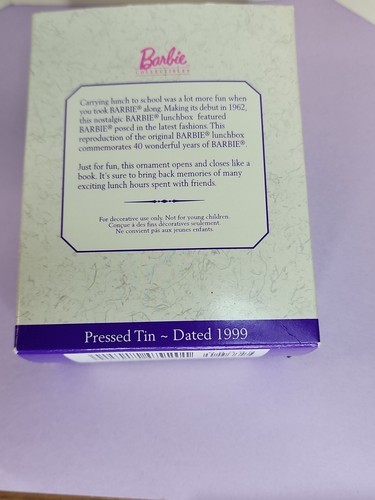 Barbie
COLLECTIBLES
Carrying lunch to school was a lot more fun when
you took BARBIE® along. Making its debut in 1962,
this nostalgic BARBIE® lunchbox featured
BARBIE® posed in the latest fashions. This
reproduction of the original BARBIE® lunchbox
commemorates 40 wonderful years of BARBIE®.
Just for fun, this ornament opens and closes like a
book. It's sure to bring back memories of many
exciting lunch hours spent with friends.
For decorative use only. Not for young children.
Conçue à des fins décoratives seulement.
Ne convient pas aux jeunes enfants.
Pressed Tin ~ Dated 1999